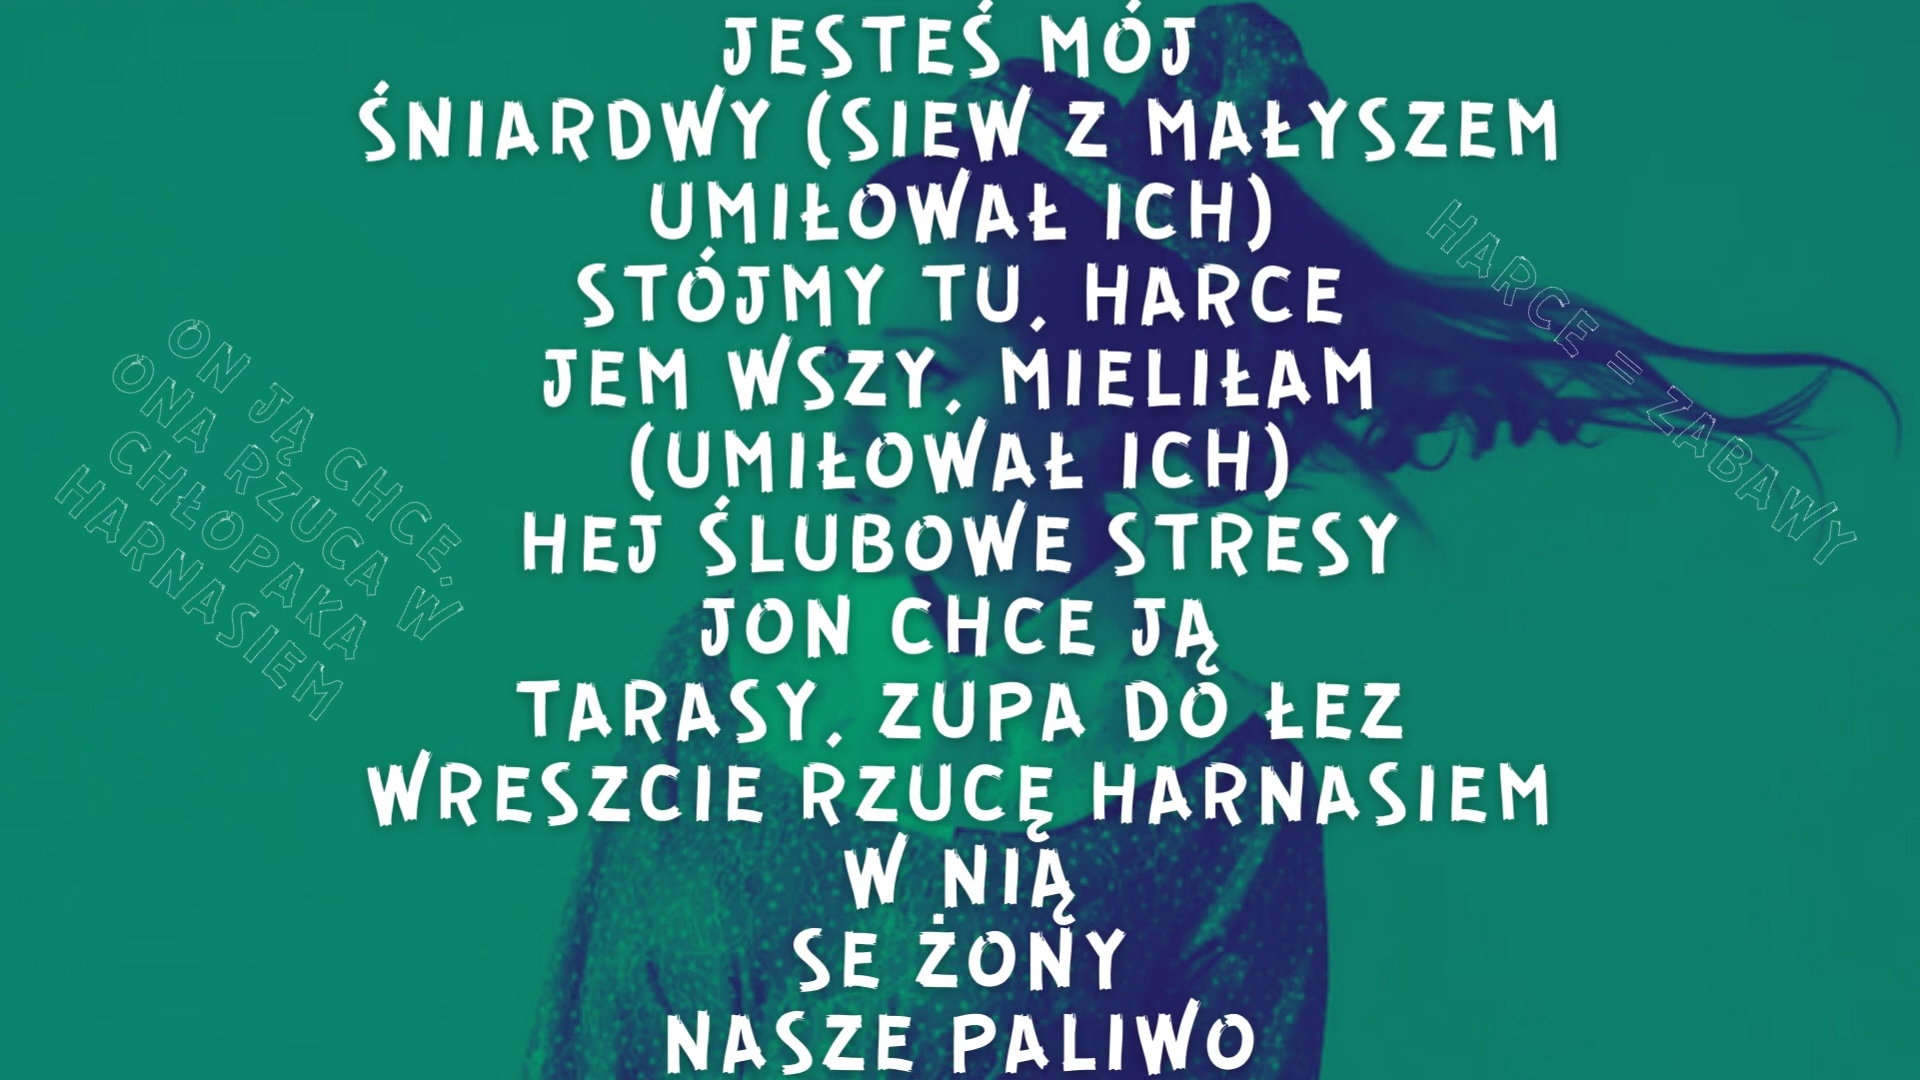 JESTEŚ MÓJ
ŚNIARDWY (SIEW Z MAŁYSZEM
UMIŁOWAŁ ICH)
STÓJMY TU, HARCE
JEM WSZY, MIELIŁAM
(UMIŁOWAŁ ICH)
HEJ ŚLUBOWE STRESY
JON CHCE JĄ
TARASY, ZUPA DO ŁEZ
WRESZCIE RZUCĘ HARNASIEM
W NIĄ
SE ŻONY
NASZE PALIWO
ON JĄ CHCE.
ONA RZUCA W
CHŁOPAKA
HARNASIEM
HARCE = ZABAWY